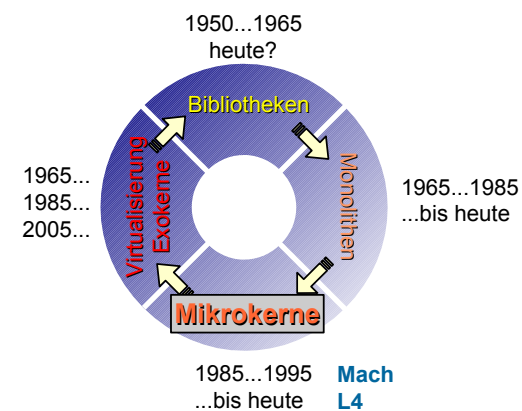 1950...1965
heute?
Bibliotheken
Monolithen
1965...1985
...bis heute
Mikrokerne
1985...1995
...bis heute
Mach
L4
Virtualisierung
Exokerne
1965...
1985...
2005...